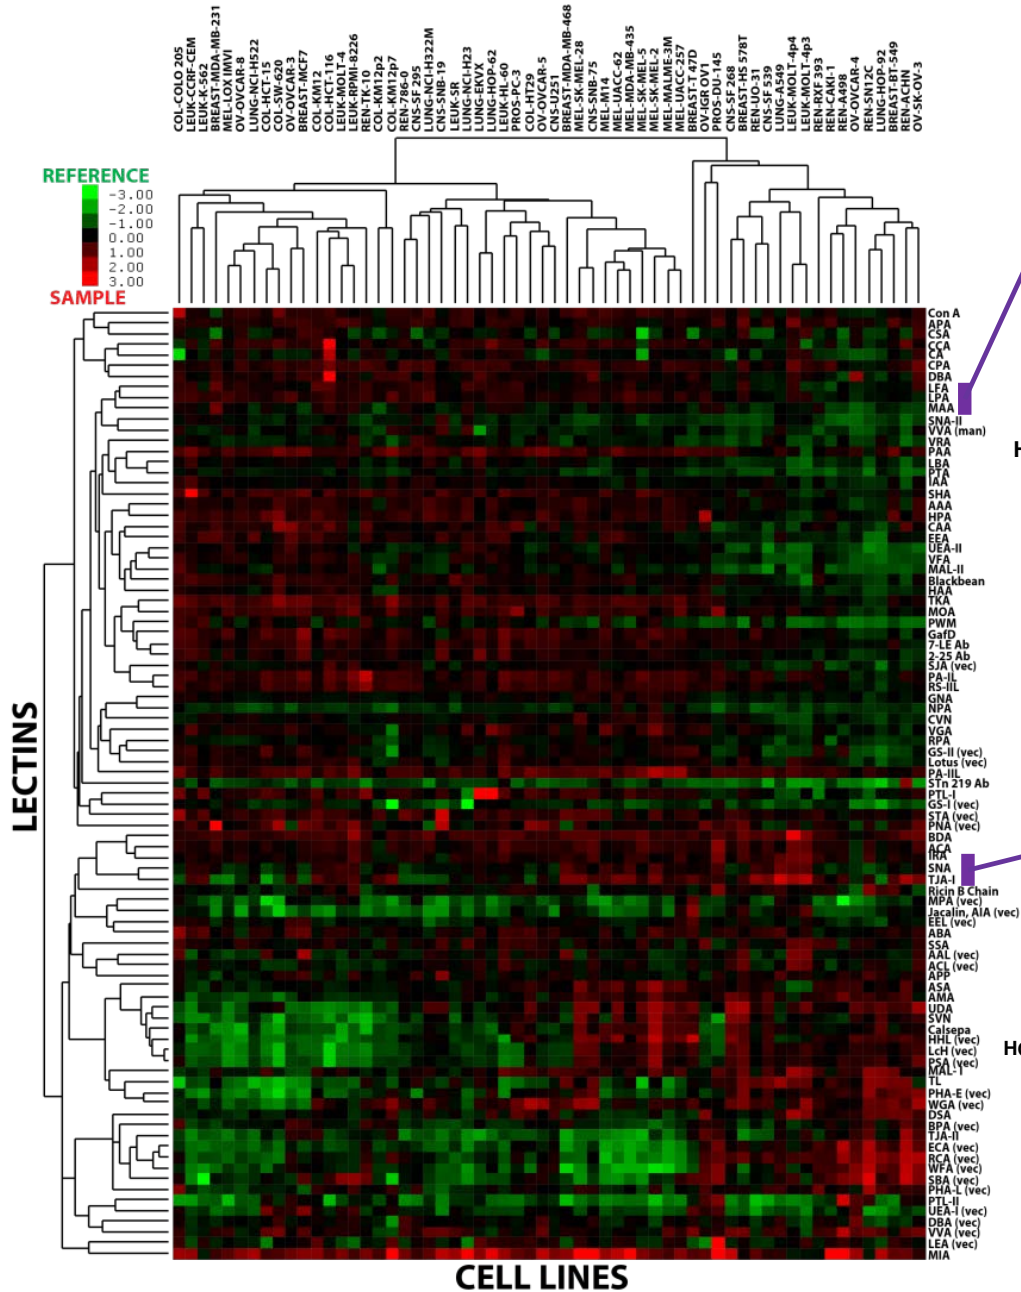 COL-COLO 205
LEUK-CCRF-CEM
LEUK-K-562
BREAST-MDA-MB-231
MEL-LOX IMVI
OV-OVCAR-8
LUNG-NCI-H522
COL-HCT-15
COL-SW-620
OV-OVCAR-3
BREAST-MCF7
COL-KM12
COL-HCT-116
LEUK-MOLT-4
LEUK-RPMI-8226
REN-TK-10
COL-KM12p2
COL-KM12p7
REN-786-0
CNS-SF 295
LUNG-NCI-H322M
CNS-SNB-19
LEUK-SR
LUNG-NCI-H23
LUNG-EKVX
LUNG-HOP-62
LEUK-HL-60
PROS-PC-3
COL-HT29
OV-OVCAR-5
CNS-U251
BREAST-MDA-MB-468
MEL-SK-MEL-28
CNS-SNB-75
MEL-M14
MEL-UACC-62
MEL-MDA-MB-435
MEL-SK-MEL-5
MEL-SK-MEL-2
MEL-MALME-3M
MEL-UACC-257
BREAST-T 47D
OV-IGR OV1
PROS-DU-145
CNS-SF 268
BREAST-HS 578T
REN-UO-31
CNS-SF 539
LUNG-A549
LEUK-MOLT-4p4
LEUK-MOLT-4p3
REN-RXF 393
REN-CAKI-1
REN-A498
OV-OVCAR-4
REN-SN12C
LUNG-HOP-92
BREAST-BT-549
REN-ACHN
OV-SK-OV-3
REFERENCE
-3.00
-2.00
-1.00
0.00
1.00
2.00
3.00
SAMPLE
Con A
APA
CSA
CCA
CA
CPA
DBA
LFA
LPA
MAA
SNA-II
VVA (man)
VRA
PAA
LBA
PTA
IAA
SHA
AAA
HPA
CAA
EEA
UEA-II
VFA
MAL-II
Blackbean
HAA
TKA
MOA
PWM
GafD
7-LE Ab
2-25 Ab
SJA (vec)
PA-IL
RS-IIL
GNA
NPA
CVN
VGA
RPA
GS-II (vec)
Lotus (vec)
PA-IIL
STn 219 Ab
PTL-I
GS-I (vec)
STA (vec)
PNA (vec)
BDA
ACA
IRA
SNA
TJA-I
Ricin B Chain
MPA (vec)
Jacalin, AIA (vec)
EEL (vec)
ABA
SSA
AAL (vec)
ACL (vec)
APP
ASA
AMA
UDA
SVN
Calsepa
HHL (vec)
LcH (vec)
PSA (vec)
MAL-I
TL
PHA-E (vec)
WGA (vec)
DSA
BPA (vec)
TJA-II
ECA (vec)
RCA (vec)
WFA (vec)
SBA (vec)
PHA-L (vec)
PTL-II
UEA-I (vec)
DBA (vec)
VVA (vec)
LEA (vec)
MIA
LECTINS
CELL LINES